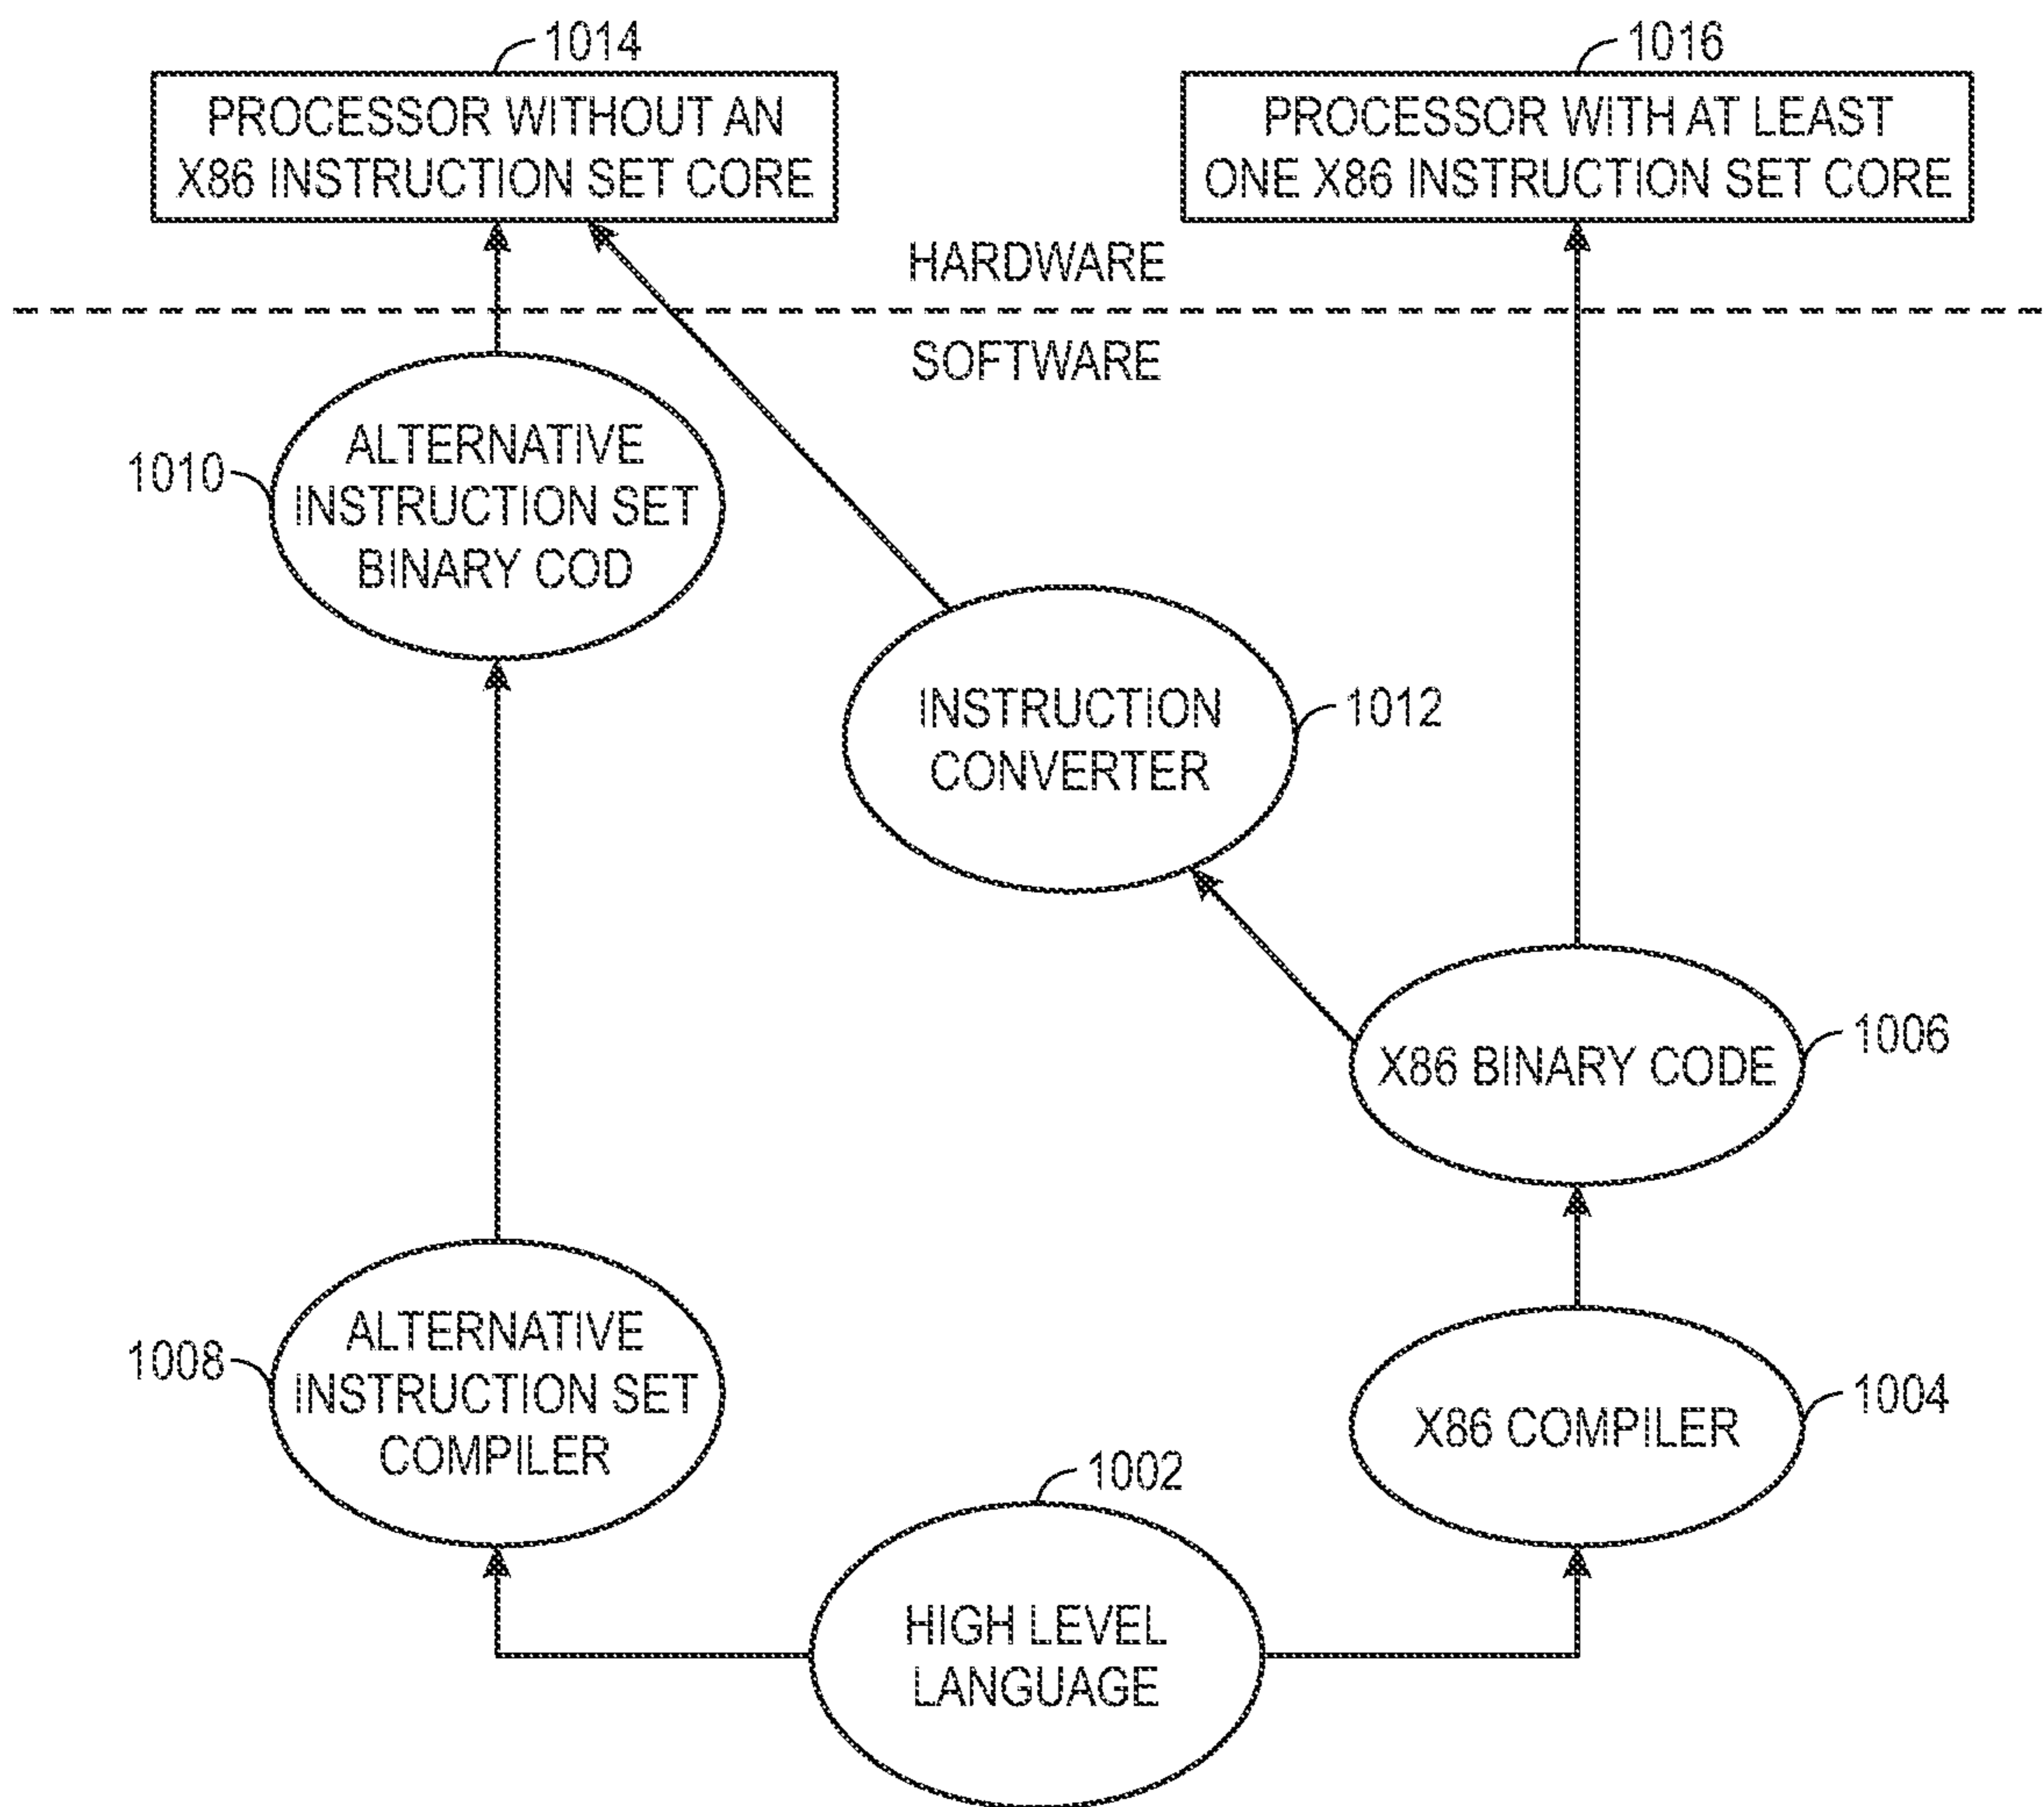 1014
PROCESSOR WITHOUT AN
X86 INSTRUCTION SET CORE
1016
PROCESSOR WITH AT LEAST
ONE X86 INSTRUCTION SET CORE
HARDWARE
SOFTWARE
1010
ALTERNATIVE
INSTRUCTION SET
BINARY COD
INSTRUCTION
CONVERTER
1012
X86 BINARY CODE
1006
1008
ALTERNATIVE
INSTRUCTION SET
COMPILER
X86 COMPILER
1004
1002
HIGH LEVEL
LANGUAGE